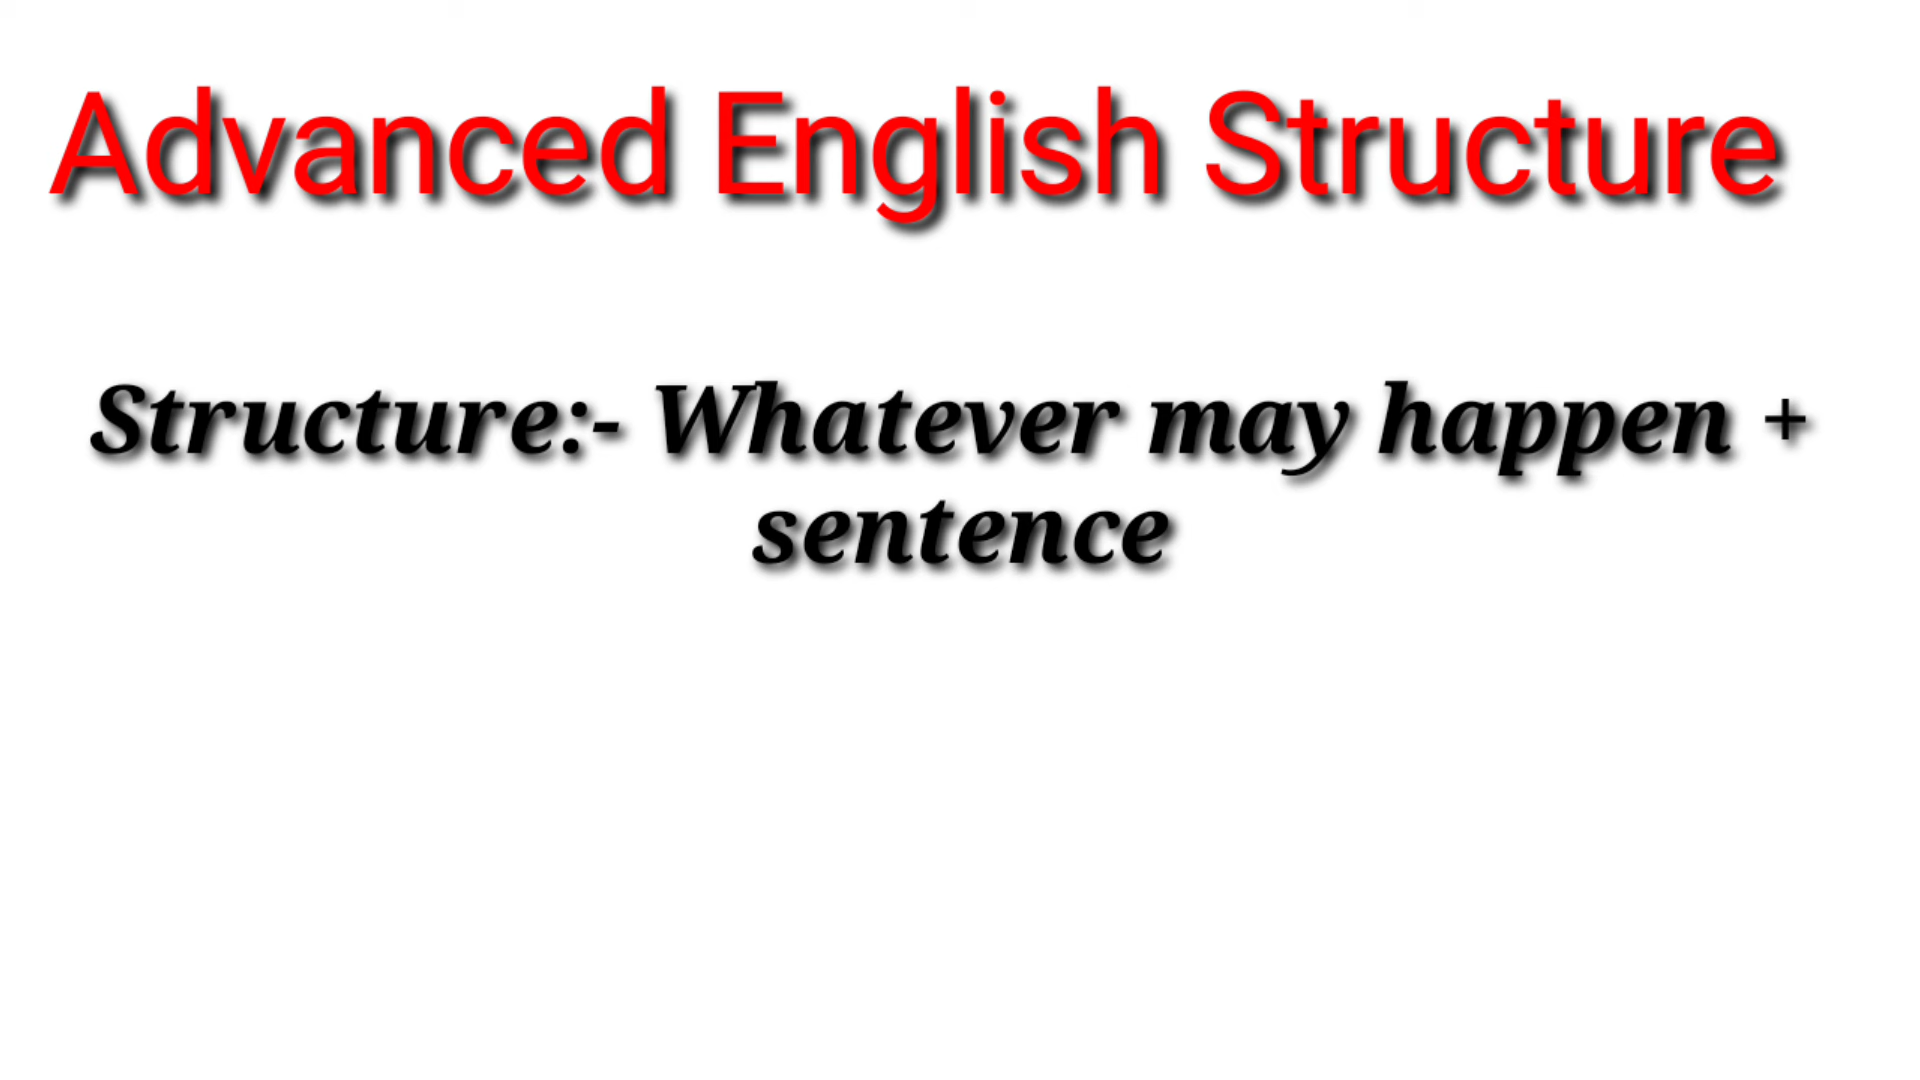 Advanced English Structure
Structure:- Whatever may happen +
sentence